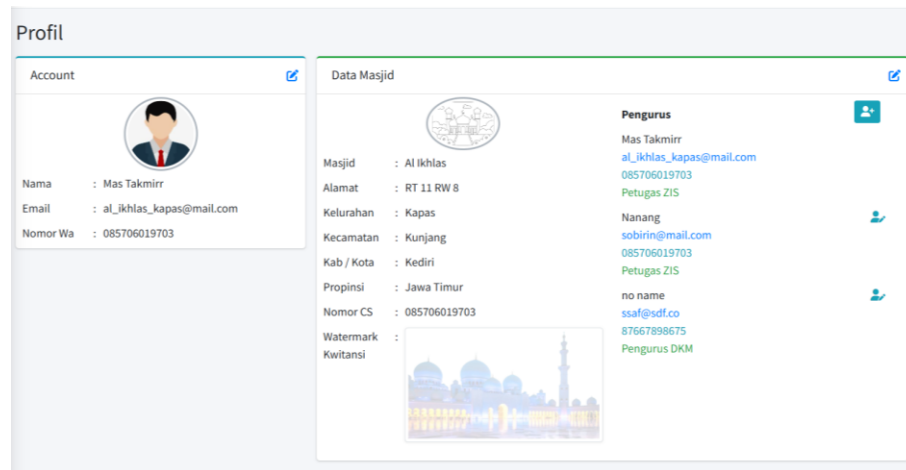 Profil
Account
Nama : Mas Takmirr
Email : al_ikhlas_kapas@mail.com
Nomor Wa : 085706019703
Data Masjid
Masjid : Al Ikhlas
Alamat : RT 11 RW 8
Kelurahan : Kapas
Kecamatan : Kunjang
Kab / Kota : Kediri
Propinsi : Jawa Timur
Nomor CS : 085706019703
Watermark :
Kwitansi
Pengurus
Mas Takmirr
al_ikhlas_kapas@mail.com
085706019703
Petugas ZIS
Nanang
sobirin@mail.com
085706019703
Petugas ZIS
no name
ssaf@sdf.co
87667898675
Pengurus DKM